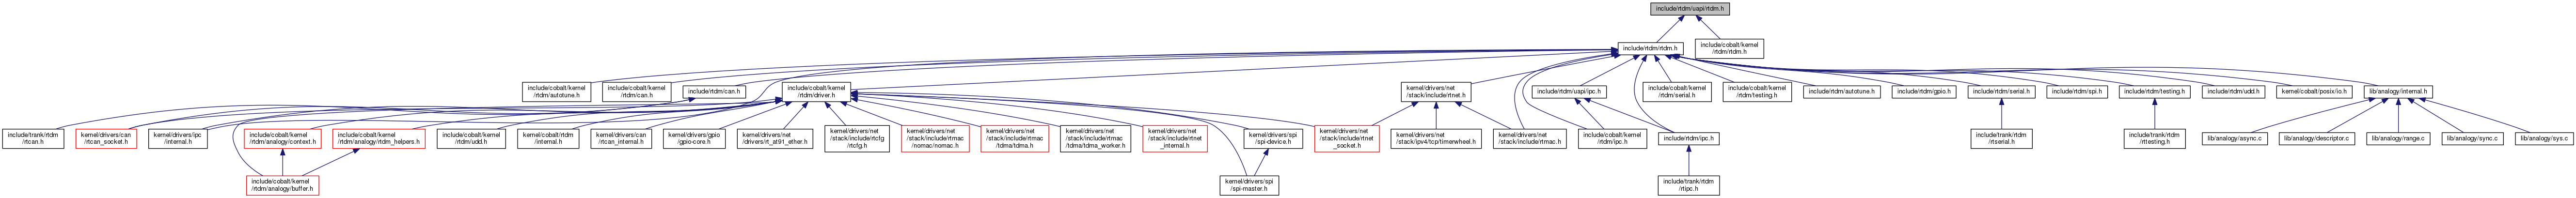 include/rtdm/uapi/rtdm.h
include/rtdm/rtdm.h
include/cobalt/kernel
/rtdm/rtdm.h
include/cobalt/kernel
/rtdm/autotune.h
include/cobalt/kernel
/rtdm/can.h
include/rtdm/can.h
include/cobalt/kernel
/rtdm/driver.h
kernel/drivers/net
/stack/include/rtnet.h
include/rtdm/uapi/ipc.h
include/cobalt/kernel
/rtdm/serial.h
include/cobalt/kernel
/rtdm/testing.h
include/rtdm/autotune.h
include/rtdm/gpio.h
include/rtdm/serial.h
include/rtdm/spi.h
include/rtdm/testing.h
include/rtdm/udd.h
kernel/cobalt/posix/io.h
lib/analogy/internal.h
include/trank/rtdm
/rtcan.h
kernel/drivers/can
/rtcan_socket.h
kernel/drivers/ipc
/internal.h
include/cobalt/kernel
/rtdm/analogy/context.h
include/cobalt/kernel
/rtdm/analogy/rtdm_helpers.h
include/cobalt/kernel
/rtdm/udd.h
kernel/cobalt/rtdm
/internal.h
kernel/drivers/can
/rtcan_internal.h
kernel/drivers/gpio
/gpio-core.h
kernel/drivers/net
/drivers/rt_at91_ether.h
kernel/drivers/net
/stack/include/rtcfg
/rtcfg.h
kernel/drivers/net
/stack/include/rtmac
/nomac/nomac.h
kernel/drivers/net
/stack/include/rtmac
/tdma/tdma.h
kernel/drivers/net
/stack/include/rtmac
/tdma/tdma_worker.h
kernel/drivers/net
/stack/include/rtnet
_internal.h
kernel/drivers/spi
/spi-device.h
kernel/drivers/net
/stack/include/rtnet
_socket.h
kernel/drivers/net
/stack/ipv4/tcp/timerwheel.h
kernel/drivers/net
/stack/include/rtmac.h
include/cobalt/kernel
/rtdm/ipc.h
include/rtdm/ipc.h
include/trank/rtdm
/rtserial.h
include/trank/rtdm
/rttesting.h
lib/analogy/async.c
lib/analogy/descriptor.c
lib/analogy/range.c
lib/analogy/sync.c
lib/analogy/sys.c
include/cobalt/kernel
/rtdm/analogy/buffer.h
kernel/drivers/spi
/spi-master.h
include/trank/rtdm
/rtipc.h